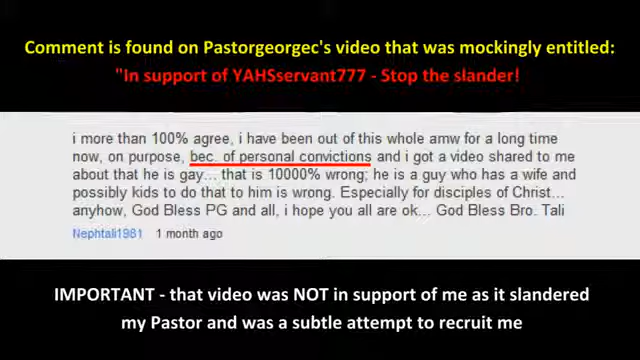 Comment is found on Pastorgeorgec's video that was mockingly entitled:
"In support of YAHSservant777 - Stop the slander!
i more than 100% agree, i have been out of this whole amw for a long time
now, on purpose, bec. of personal convictions and i got a video shared to me
about that he is gay... that is 10000% wrong; he is a guy who has a wife and
possibly kids to do that to him is wrong. Especially for disciples of Christ...
anyhow, God Bless PG and all, i hope you all are ok... God Bless Bro. Tali
Nephtali1981 1 month ago
IMPORTANT - that video was NOT in support of me as it slandered
my Pastor and was a subtle attempt to recruit me